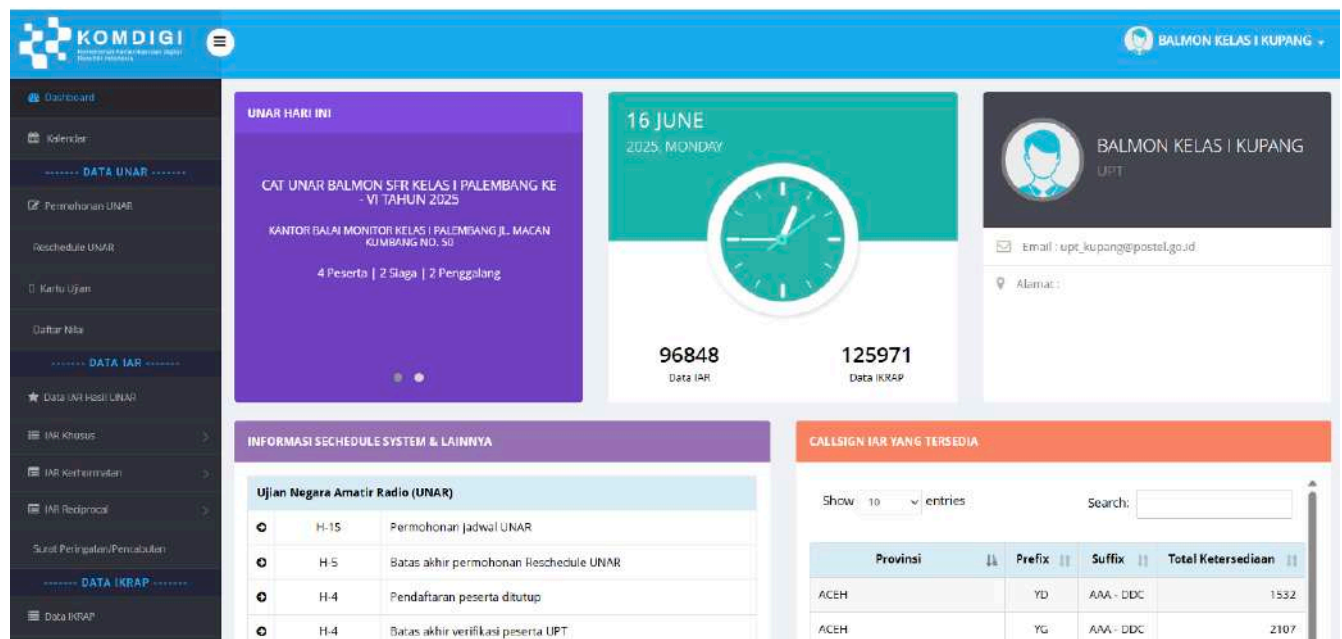 KOMDIGI
BALMON KELAS I KUPANG
Dashboard
Kalender
------- DATA UNAR -------
Permohonan UNAR
Reschedule UNAR
Kartu Ujian
Daftar Nilai
------- DATA IAR -------
Data IAR Hasil UNAR
IAR Khusus
IAR Kehormatan
IAR Reciprocal
Surat Peringatan/Pencabutan
------- DATA IKRAP -------
Data IKRAP
UNAR HARI INI
CAT UNAR BALMON SFR KELAS I PALEMBANG KE
- VI TAHUN 2025
KANTOR BALAI MONITOR KELAS I PALEMBANG JL. MACAN
KUMBANG NO. 50
4 Peserta | 2 Siaga | 2 Penggalang
16 JUNE
2025, MONDAY
96848
Data IAR
125971
Data IKRAP
BALMON KELAS I KUPANG
UPT
Email : upt_kupang@postel.go.id
Alamat :
INFORMASI SECHEDULE SYSTEM & LAINNYA
Ujian Negara Amatir Radio (UNAR)
H-15 Permohonan Jadwal UNAR
H-5 Batas akhir permohonan Reschedule UNAR
H-4 Pendaftaran peserta ditutup
H-4 Batas akhir verifikasi peserta UPT
CALLSIGN IAR YANG TERSEDIA
Show 10 entries Search:
Provinsi Prefix Suffix Total Ketersediaan
ACEH YD AAA - DDC 1532
ACEH YG AAA - DDC 2107